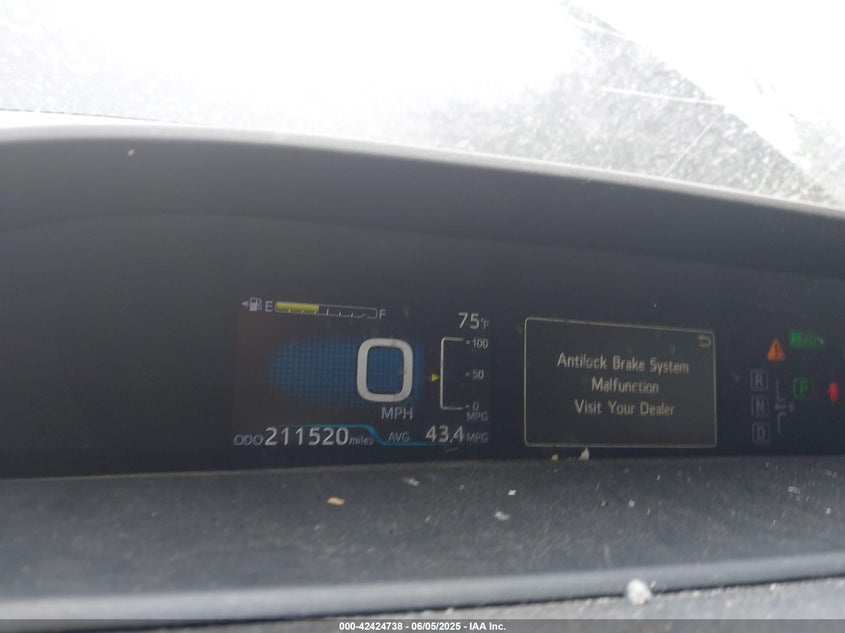 E F
75°F
100
50
0
MPG
0
MPH
ODO 211520 miles
AVG. 43.4 MPG
Antilock Brake System
Malfunction
Visit Your Dealer
READY
R
N
D
P
000-42424738 - 06/05/2025 - IAA Inc.